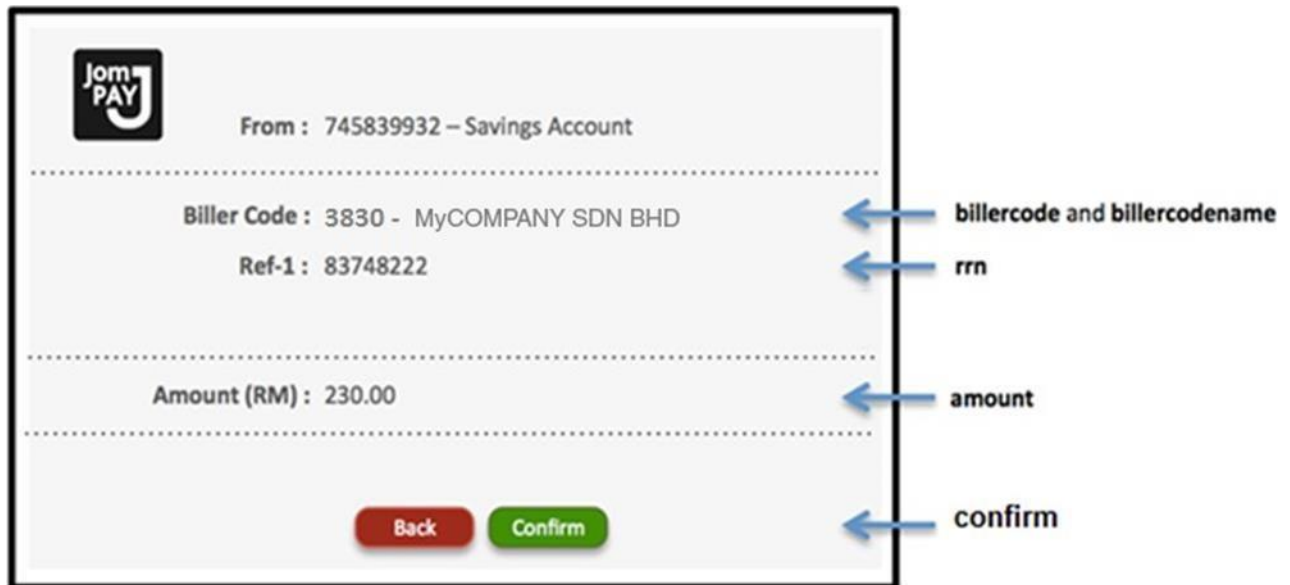 Jom
PAY
From : 745839932 – Savings Account
Biller Code : 3830 - MyCOMPANY SDN BHD billercode and billercodename
Ref-1 : 83748222 rrn
Amount (RM) : 230.00 amount
Back Confirm confirm